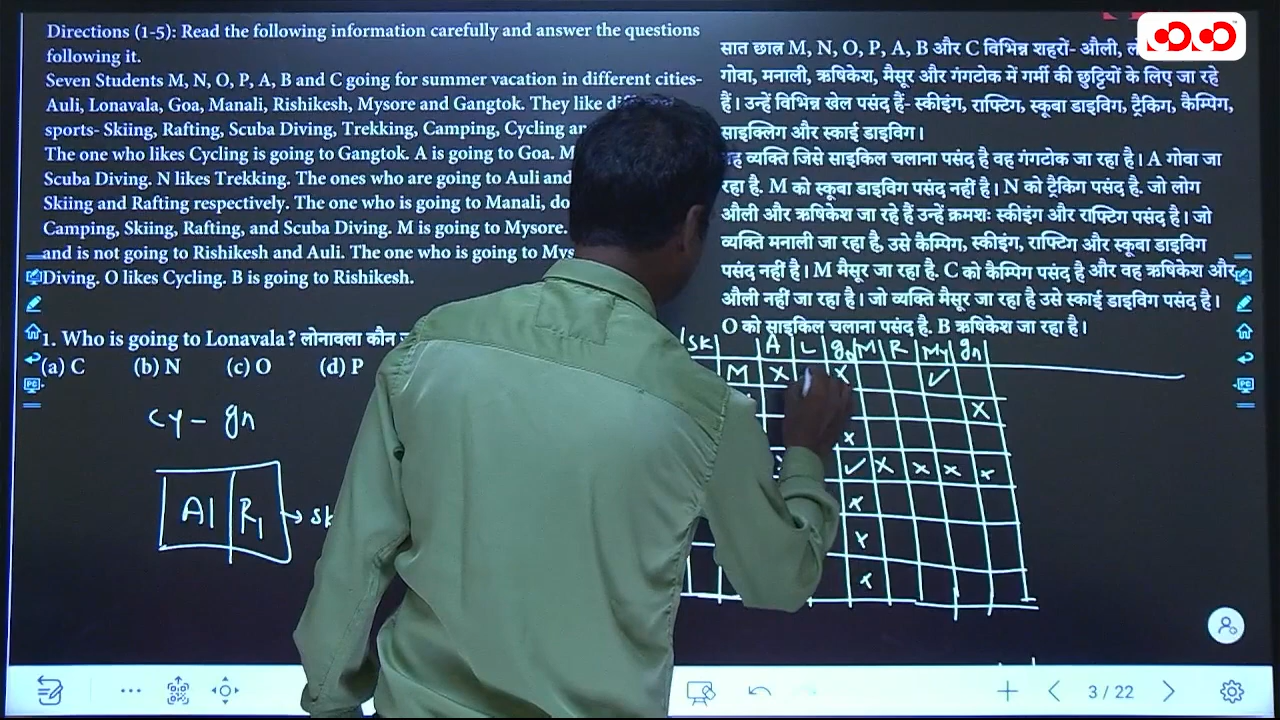 Directions (1-5): Read the following information carefully and answer the questions
following it.
Seven Students M, N, O, P, A, B and C going for summer vacation in different cities-
Auli, Lonavala, Goa, Manali, Rishikesh, Mysore and Gangtok. They like
sports- Skiing, Rafting, Scuba Diving, Trekking, Camping, Cycling
The one who likes Cycling is going to Gangtok. A is going to Goa.
Scuba Diving. N likes Trekking. The ones who are going to Auli and
Skiing and Rafting respectively. The one who is going to Manali,
Camping, Skiing, Rafting, and Scuba Diving. M is going to Mysore.
and is not going to Rishikesh and Auli. The one who is going to
Diving. O likes Cycling. B is going to Rishikesh.
1. Who is going to Lonavala? लोनावला कौन
(a) C (b) N (c) O (d) P
सात छात्र M, N, O, P, A, B और C विभिन्न शहरों- औली,
गोवा, मनाली, ऋषिकेश, मैसूर और गंगटोक में गर्मी की छुट्टियों के लिए जा रहे
हैं। उन्हें विभिन्न खेल पसंद हैं- स्कीइंग, राफ्टिग, स्कूबा डाइविग, ट्रैकिग, कैम्पिग,
साइक्लिग और स्काई डाइविग।
वह व्यक्ति जिसे साइकिल चलाना पसंद है वह गंगटोक जा रहा है। A गोवा जा
रहा है. M को स्कूबा डाइविग पसंद नहीं है। N को ट्रैकिग पसंद है. जो लोग
औली और ऋषिकेश जा रहे हैं उन्हें क्रमशः स्कीइंग और राफ्टिग पसंद है। जो
व्यक्ति मनाली जा रहा है, उसे कैम्पिग, स्कीइंग, राफ्टिग और स्कूबा डाइविग
पसंद नहीं है। M मैसूर जा रहा है. C को कैम्पिग पसंद है और वह ऋषिकेश और
औली नहीं जा रहा है। जो व्यक्ति मैसूर जा रहा है उसे स्काई डाइविग पसंद है।
O को साइकिल चलाना पसंद है. B ऋषिकेश जा रहा है।
SK A L M R My gn
M X X ✓
X
X
✓ X X X X
X
X
X
Cy - gn
Al R1 → sk
3 / 22